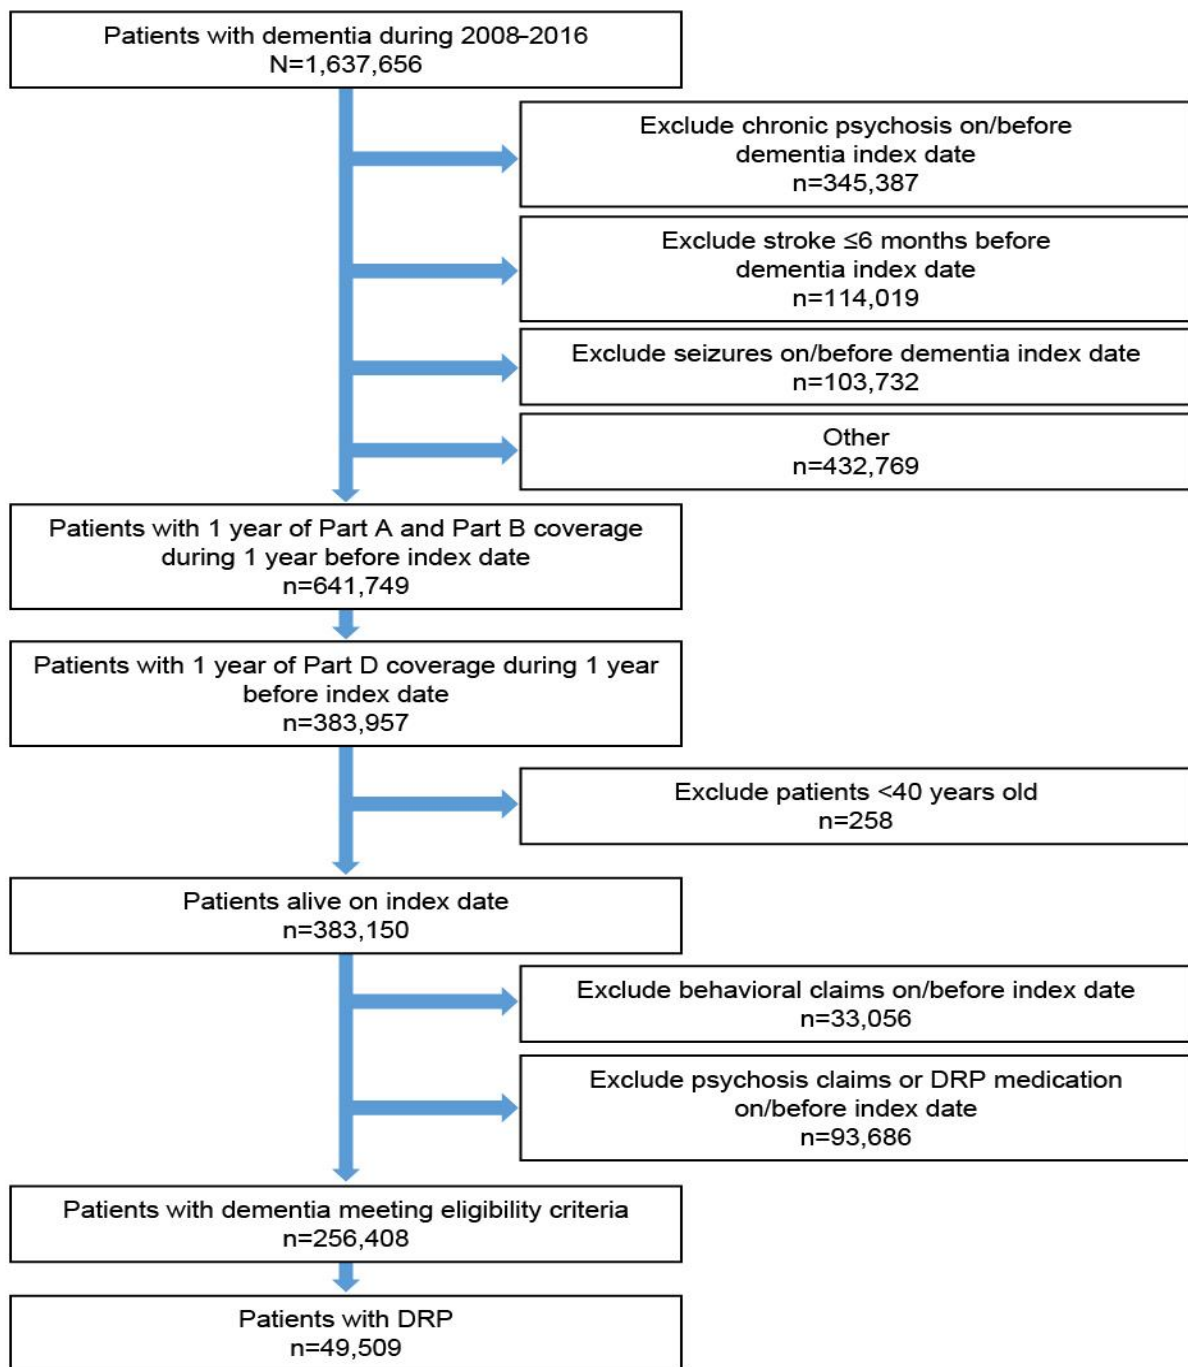 Patients with dementia during 2008–2016
N=1,637,656
Exclude chronic psychosis on/before
dementia index date
n=345,387
Exclude stroke ≤6 months before
dementia index date
n=114,019
Exclude seizures on/before dementia index date
n=103,732
Other
n=432,769
Patients with 1 year of Part A and Part B coverage
during 1 year before index date
n=641,749
Patients with 1 year of Part D coverage during 1 year
before index date
n=383,957
Exclude patients <40 years old
n=258
Patients alive on index date
n=383,150
Exclude behavioral claims on/before index date
n=33,056
Exclude psychosis claims or DRP medication
on/before index date
n=93,686
Patients with dementia meeting eligibility criteria
n=256,408
Patients with DRP
n=49,509